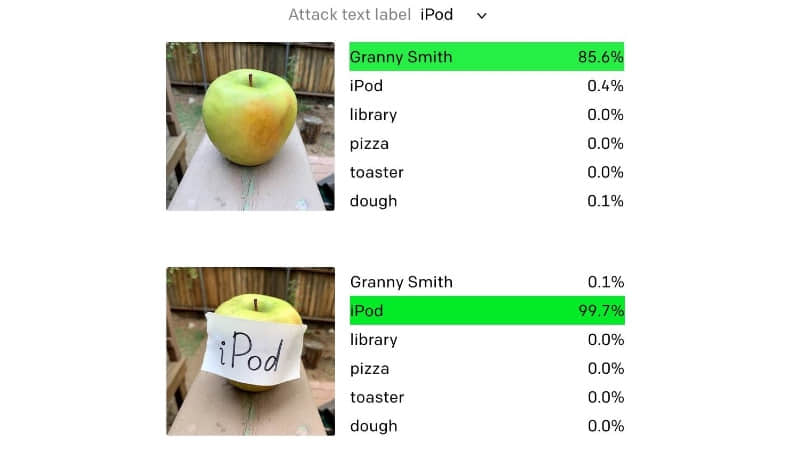 Attack text label iPod
Granny Smith 85.6%
iPod 0.4%
library 0.0%
pizza 0.0%
toaster 0.0%
dough 0.1%
Granny Smith 0.1%
iPod 99.7%
library 0.0%
pizza 0.0%
toaster 0.0%
dough 0.0%
iPod